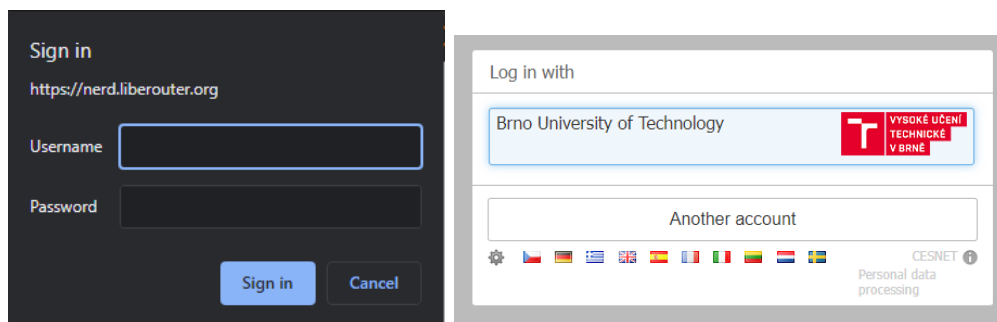 Sign in
https://nerd.liberouter.org
Username
Password
Sign in
Cancel
Log in with
Brno University of Technology
VYSOKÉ UČENÍ
TECHNICKÉ
V BRNĚ
Another account
CESNET
Personal data
processing